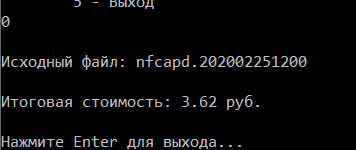 5 - Выход
0
Исходный файл: nfcapd.202002251200
Итоговая стоимость: 3.62 руб.
Нажмите Enter для выхода...